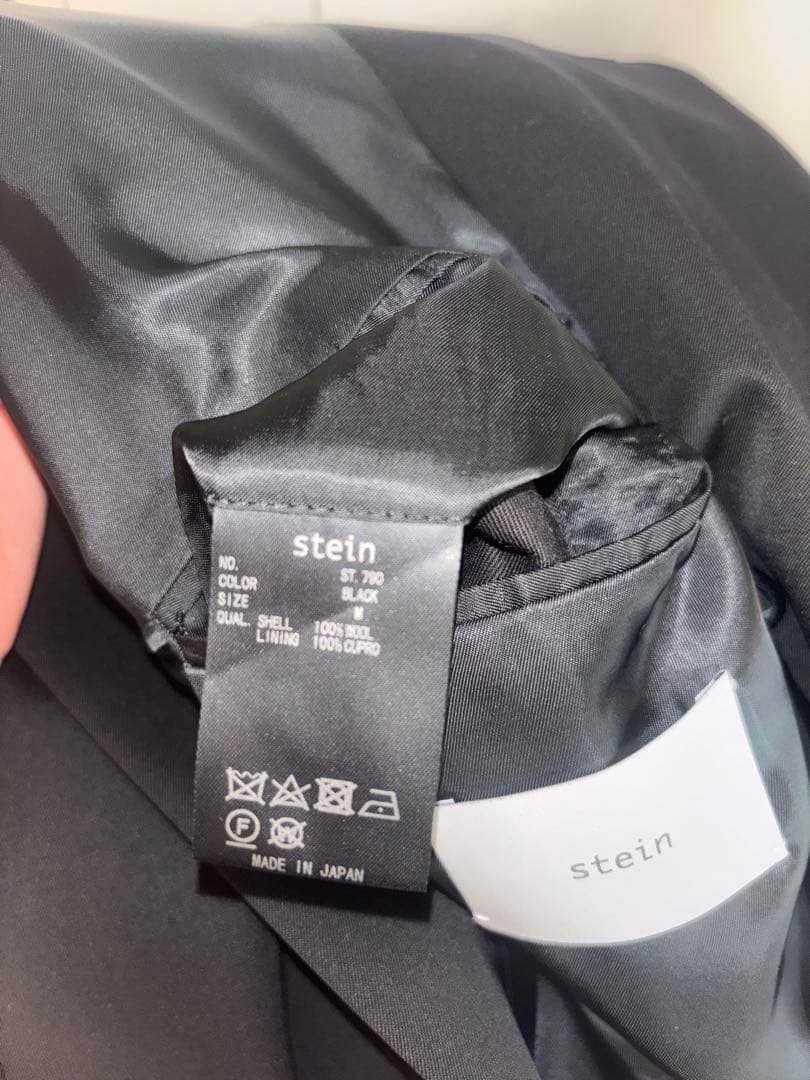 stein
NO. ST.790
COLOR BLACK
SIZE M
QUAL. SHELL 100%WOOL
LINING 100%CUPRO
F
W
MADE IN JAPAN
stein